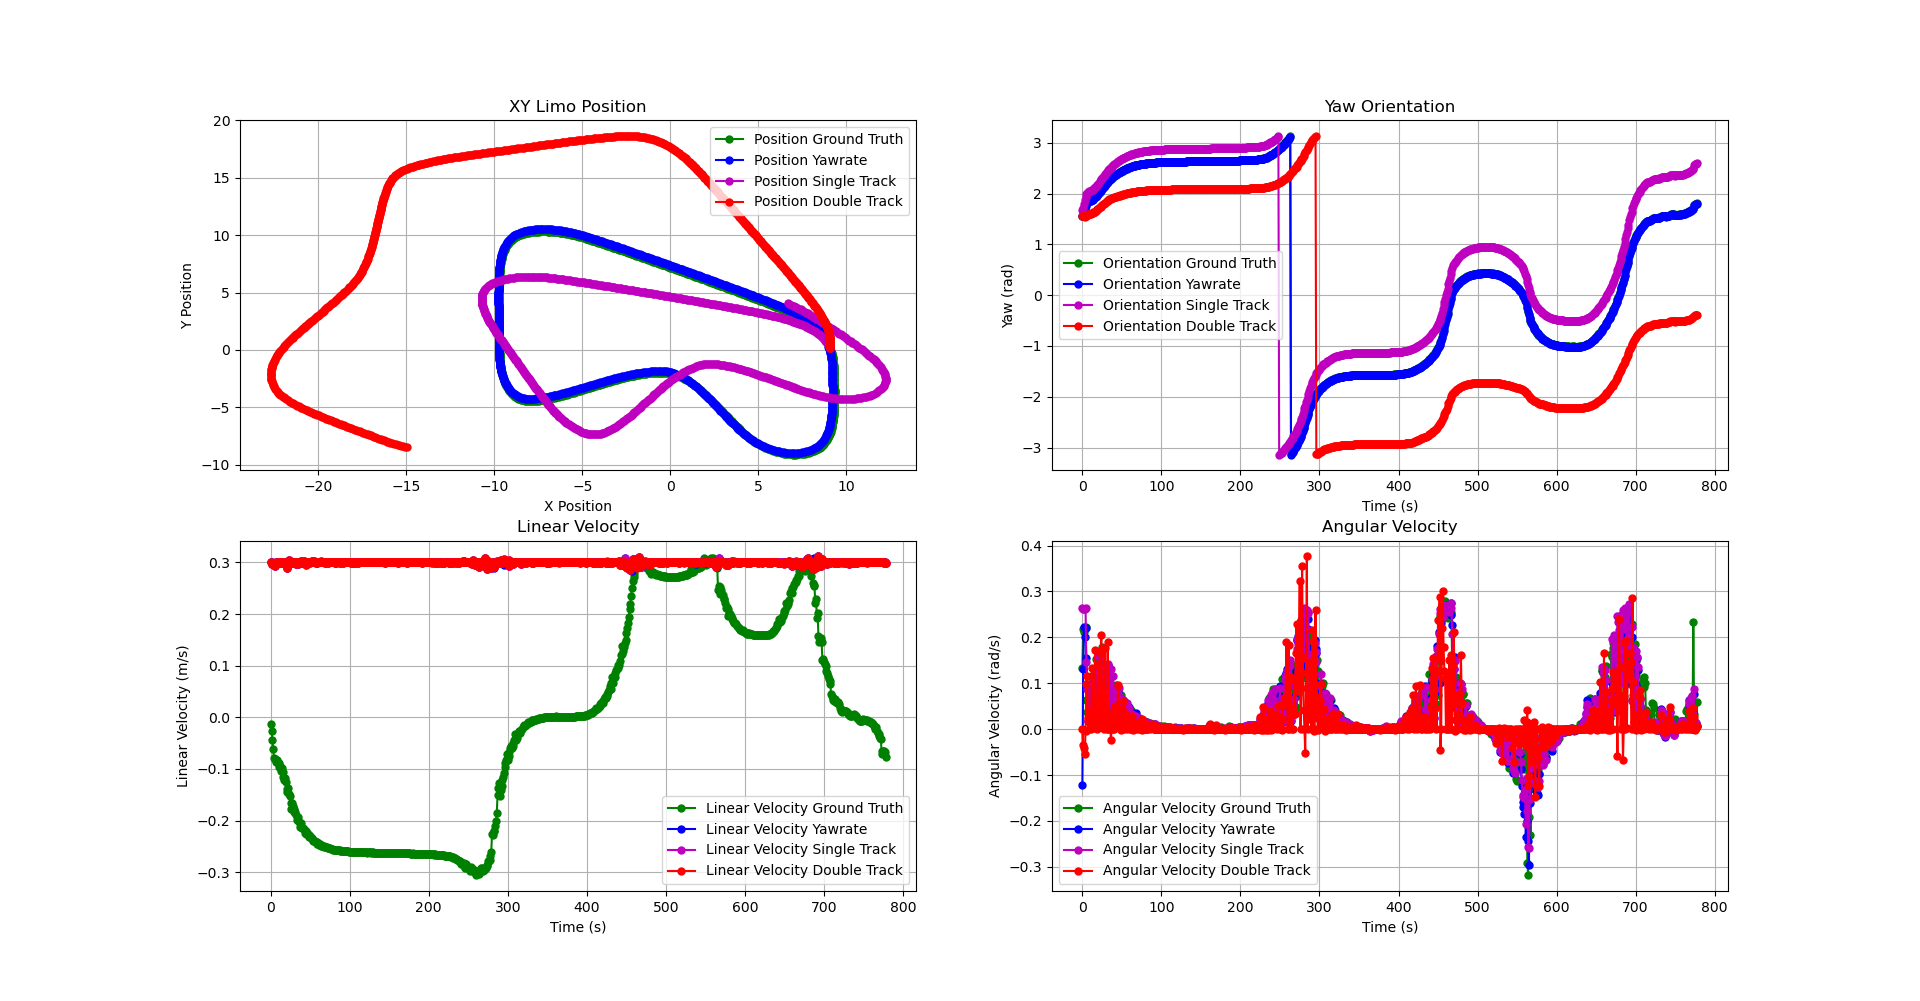 XY Limo Position
20
15
10
5
0
−5
−10
Y Position
−20
−15
−10
−5
0
5
10
X Position
Position Ground Truth
Position Yawrate
Position Single Track
Position Double Track
Yaw Orientation
3
2
1
0
−1
−2
−3
Yaw (rad)
0
100
200
300
400
500
600
700
800
Time (s)
Orientation Ground Truth
Orientation Yawrate
Orientation Single Track
Orientation Double Track
Linear Velocity
0.3
0.2
0.1
0.0
−0.1
−0.2
−0.3
Linear Velocity (m/s)
0
100
200
300
400
500
600
700
800
Time (s)
Linear Velocity Ground Truth
Linear Velocity Yawrate
Linear Velocity Single Track
Linear Velocity Double Track
Angular Velocity
0.4
0.3
0.2
0.1
0.0
−0.1
−0.2
−0.3
Angular Velocity (rad/s)
0
100
200
300
400
500
600
700
800
Time (s)
Angular Velocity Ground Truth
Angular Velocity Yawrate
Angular Velocity Single Track
Angular Velocity Double Track